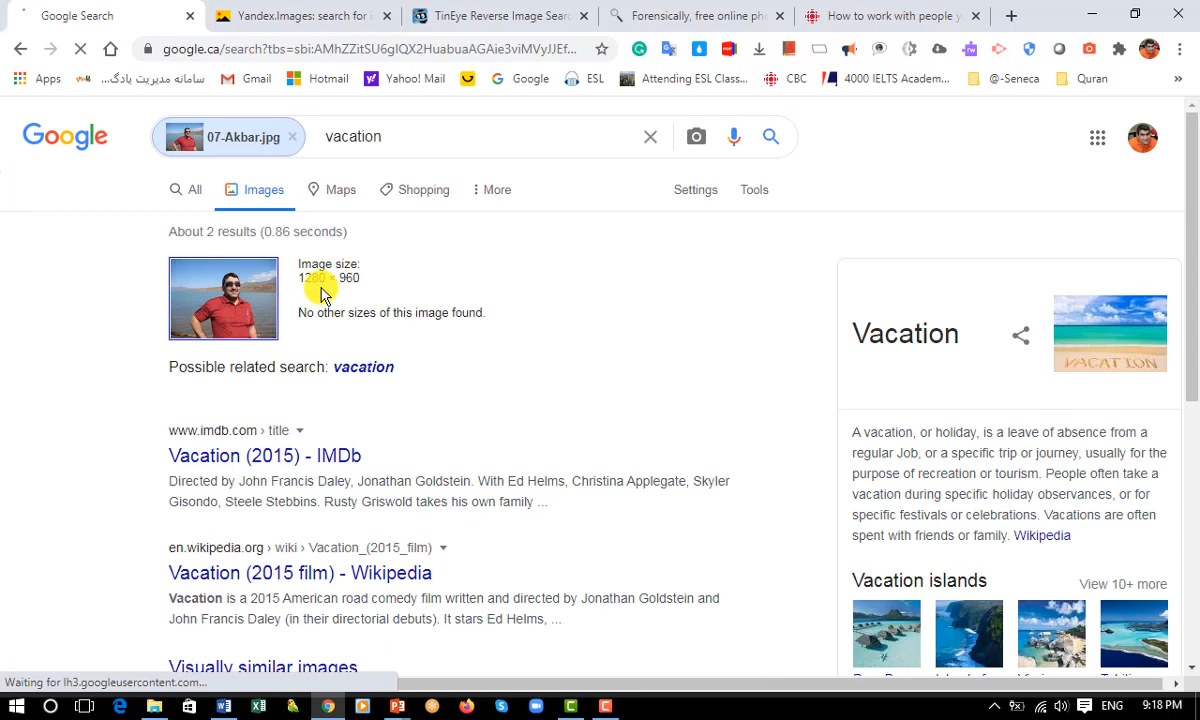 Google Search
Yandex.Images: search for i
TinEye Reverse Image Search
Forensically, free online ph
How to work with people y
google.ca/search?tbs=sbi:AMhZZitSU6gIQX2HuabuaAGAie3viMVyJJEf...
Apps
سامانه مدیریت یادگ...
Gmail
Hotmail
Yahoo! Mail
Google
ESL
Attending ESL Class...
CBC
4000 IELTS Academ...
@-Seneca
Quran
»
Google
07-Akbar.jpg
vacation
All
Images
Maps
Shopping
More
Settings
Tools
About 2 results (0.86 seconds)
Image size:
1280 × 960
No other sizes of this image found.
Possible related search: vacation
www.imdb.com › title
Vacation (2015) - IMDb
Directed by John Francis Daley, Jonathan Goldstein. With Ed Helms, Christina Applegate, Skyler
Gisondo, Steele Stebbins. Rusty Griswold takes his own family ...
en.wikipedia.org › wiki › Vacation_(2015_film)
Vacation (2015 film) - Wikipedia
Vacation is a 2015 American road comedy film written and directed by Jonathan Goldstein and
John Francis Daley (in their directorial debuts). It stars Ed Helms, ...
Visually similar images
Vacation
VACATION
A vacation, or holiday, is a leave of absence from a
regular Job, or a specific trip or journey, usually for the
purpose of recreation or tourism. People often take a
vacation during specific holiday observances, or for
specific festivals or celebrations. Vacations are often
spent with friends or family. Wikipedia
Vacation islands
View 10+ more
Waiting for lh3.googleusercontent.com...
ENG
9:18 PM